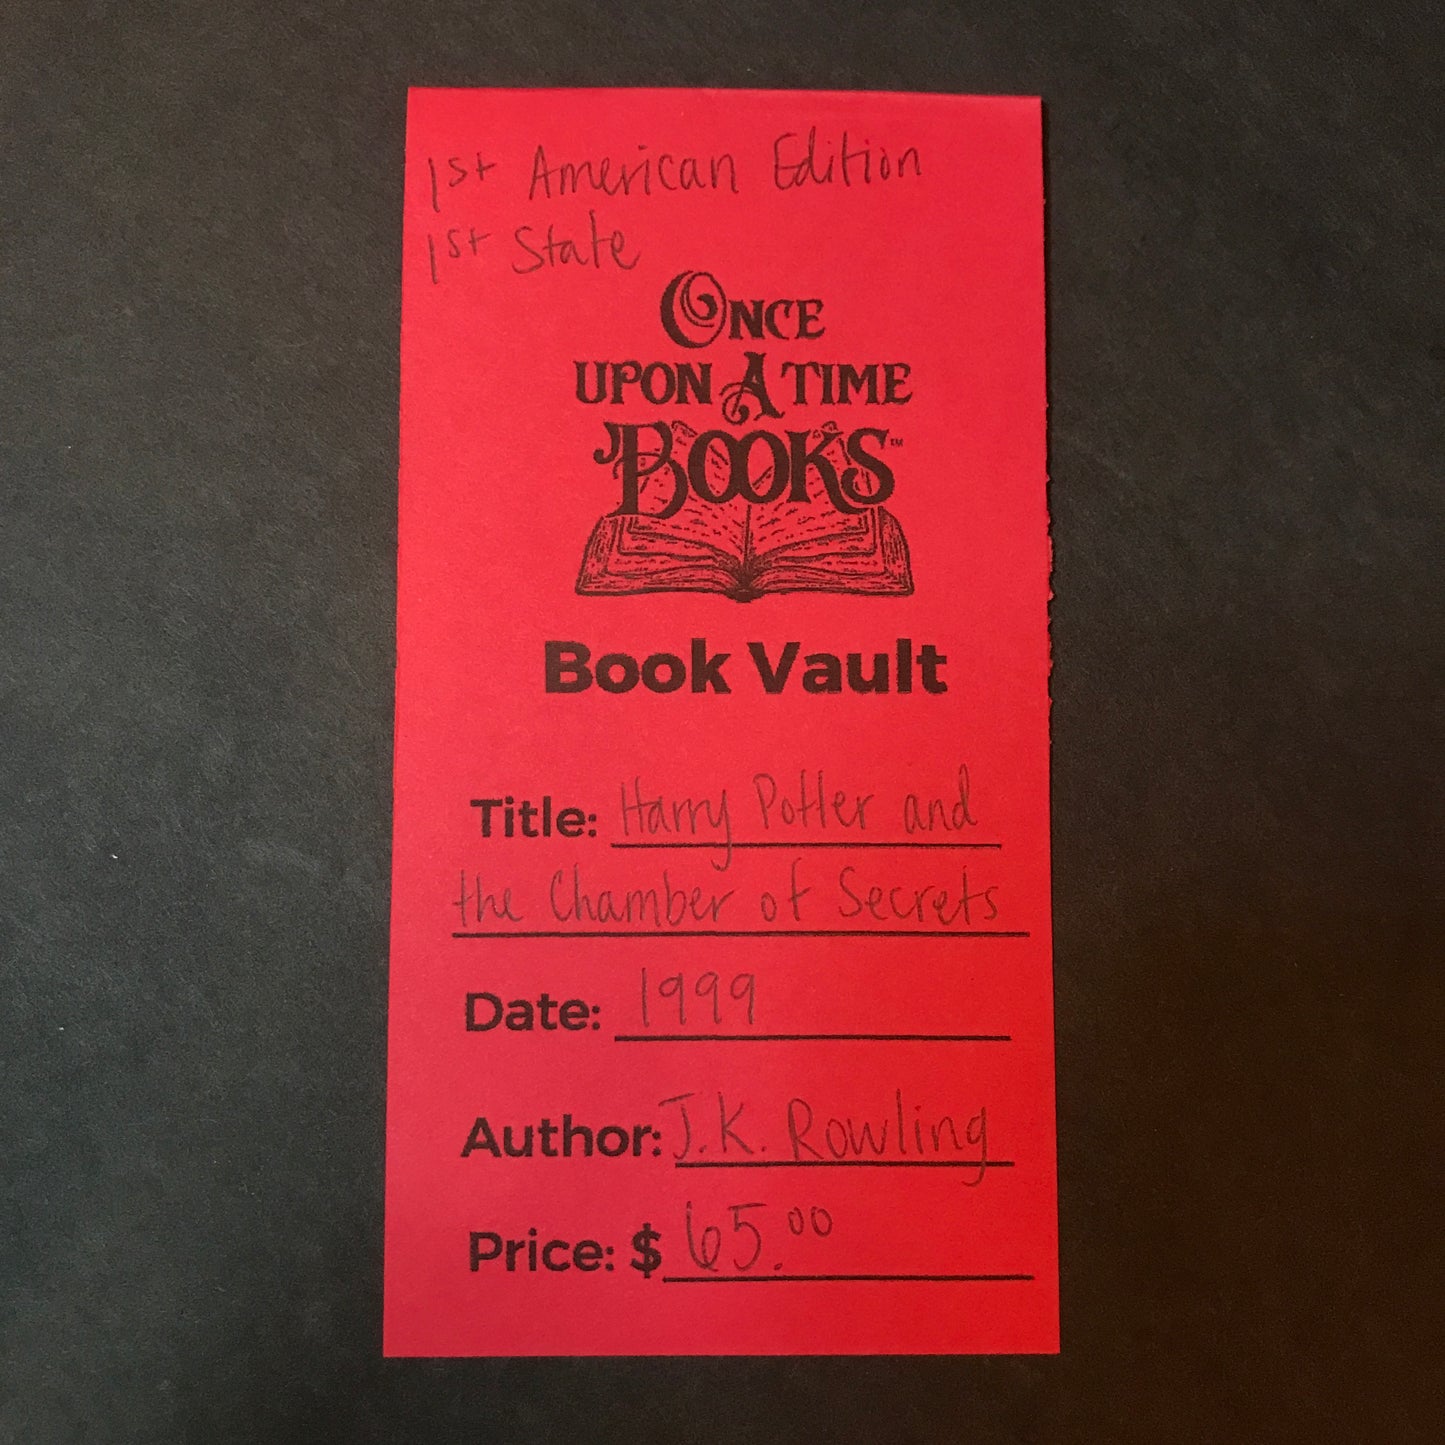 1st American Edition
1st State
ONCE
UPON A TIME
BOOKS™
Book Vault
Title: Harry Potter and
the Chamber of Secrets
Date: 1999
Author: J.K. Rowling
Price: $ 65.00